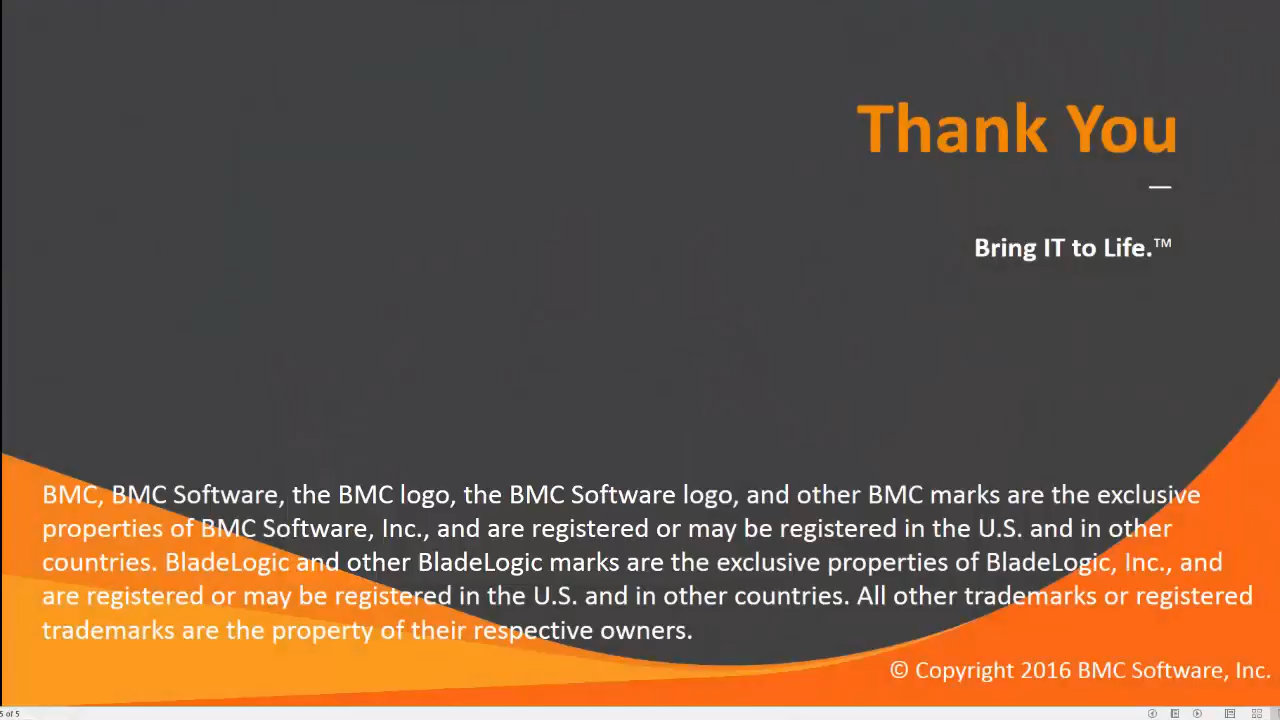 Thank You
—
Bring IT to Life.™
BMC, BMC Software, the BMC logo, the BMC Software logo, and other BMC marks are the exclusive
properties of BMC Software, Inc., and are registered or may be registered in the U.S. and in other
countries. BladeLogic and other BladeLogic marks are the exclusive properties of BladeLogic, Inc., and
are registered or may be registered in the U.S. and in other countries. All other trademarks or registered
trademarks are the property of their respective owners.
© Copyright 2016 BMC Software, Inc.
5 of 5